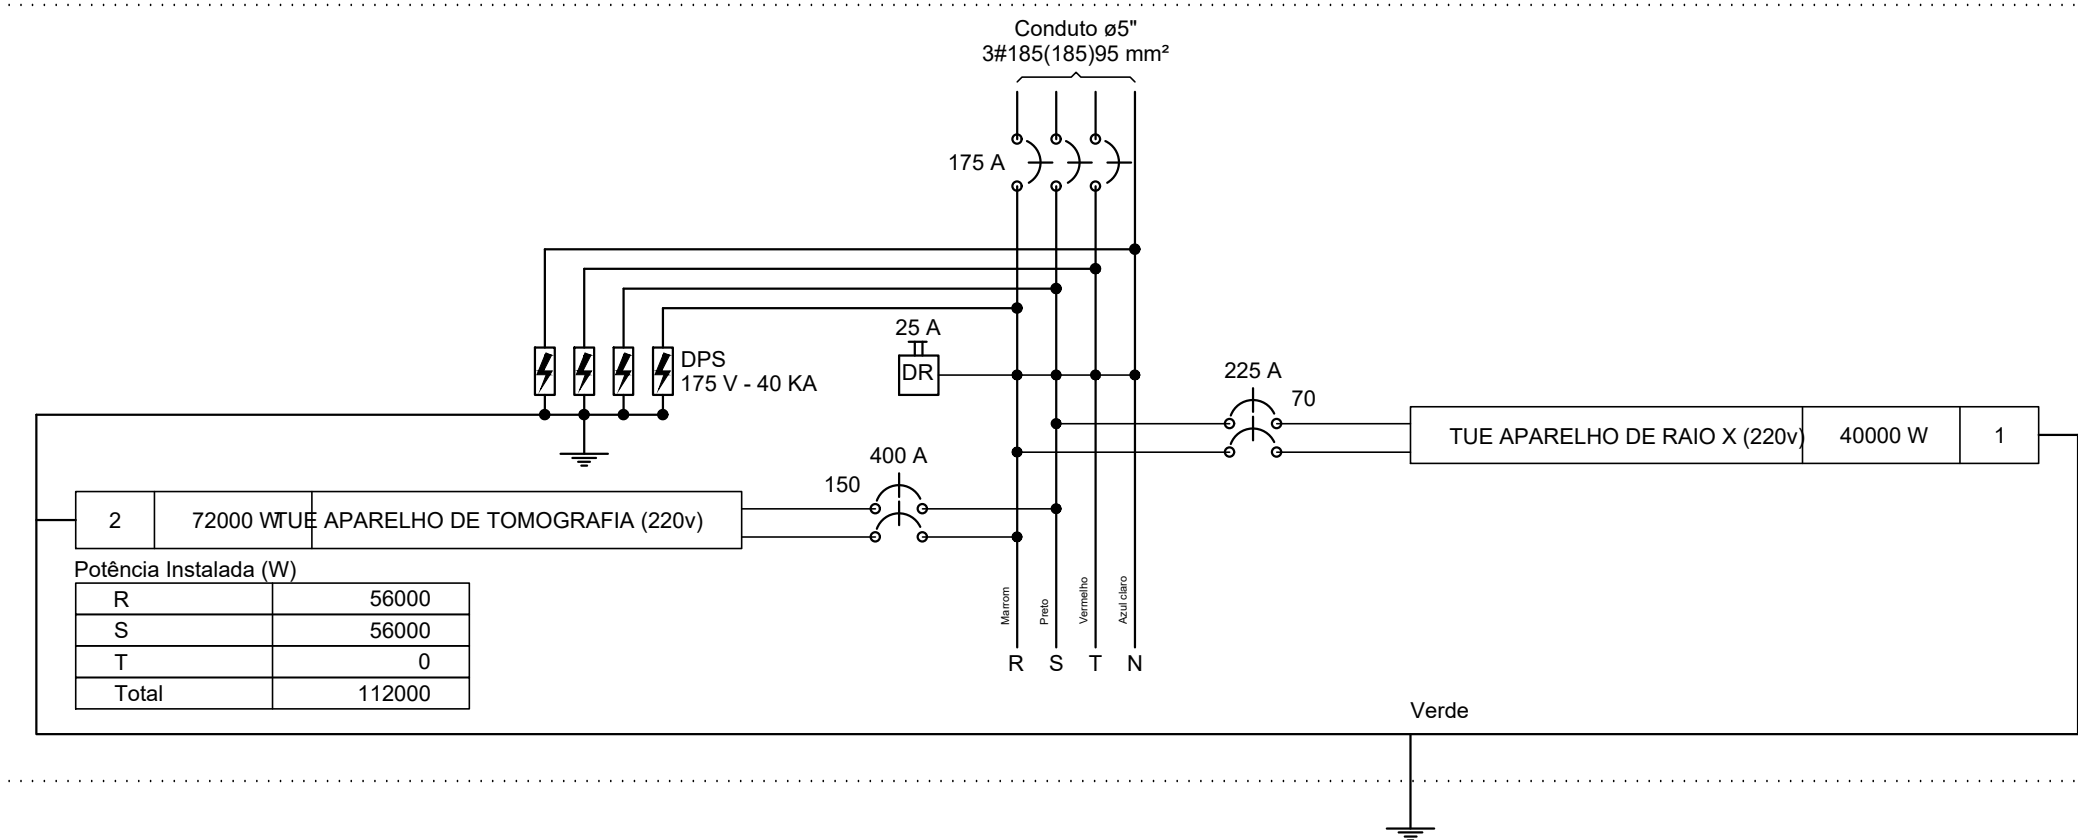 Conduto ø5"
3#185(185)95 mm²
175 A
25 A
DPS
175 V - 40 KA
DR
225 A
70
TUE APARELHO DE RAIO X (220v)
40000 W
1
400 A
150
2
72000 W
TUE APARELHO DE TOMOGRAFIA (220v)
Potência Instalada (W)
R 56000
S 56000
T 0
Total 112000
Marrom
Preto
Vermelho
Azul claro
R S T N
Verde